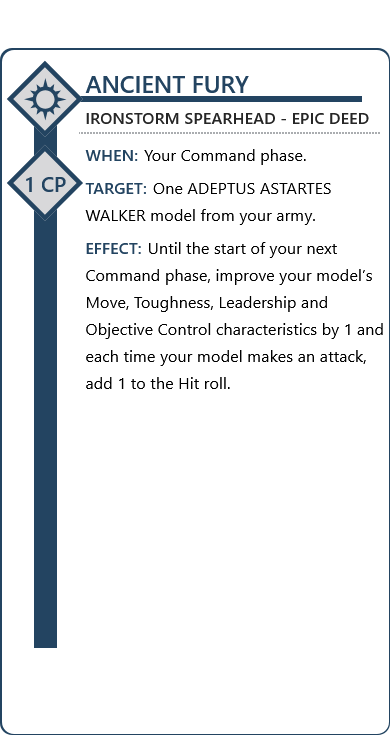 ANCIENT FURY
IRONSTORM SPEARHEAD - EPIC DEED
WHEN: Your Command phase.
1 CP
TARGET: One ADEPTUS ASTARTES
WALKER model from your army.
EFFECT: Until the start of your next
Command phase, improve your model’s
Move, Toughness, Leadership and
Objective Control characteristics by 1 and
each time your model makes an attack,
add 1 to the Hit roll.